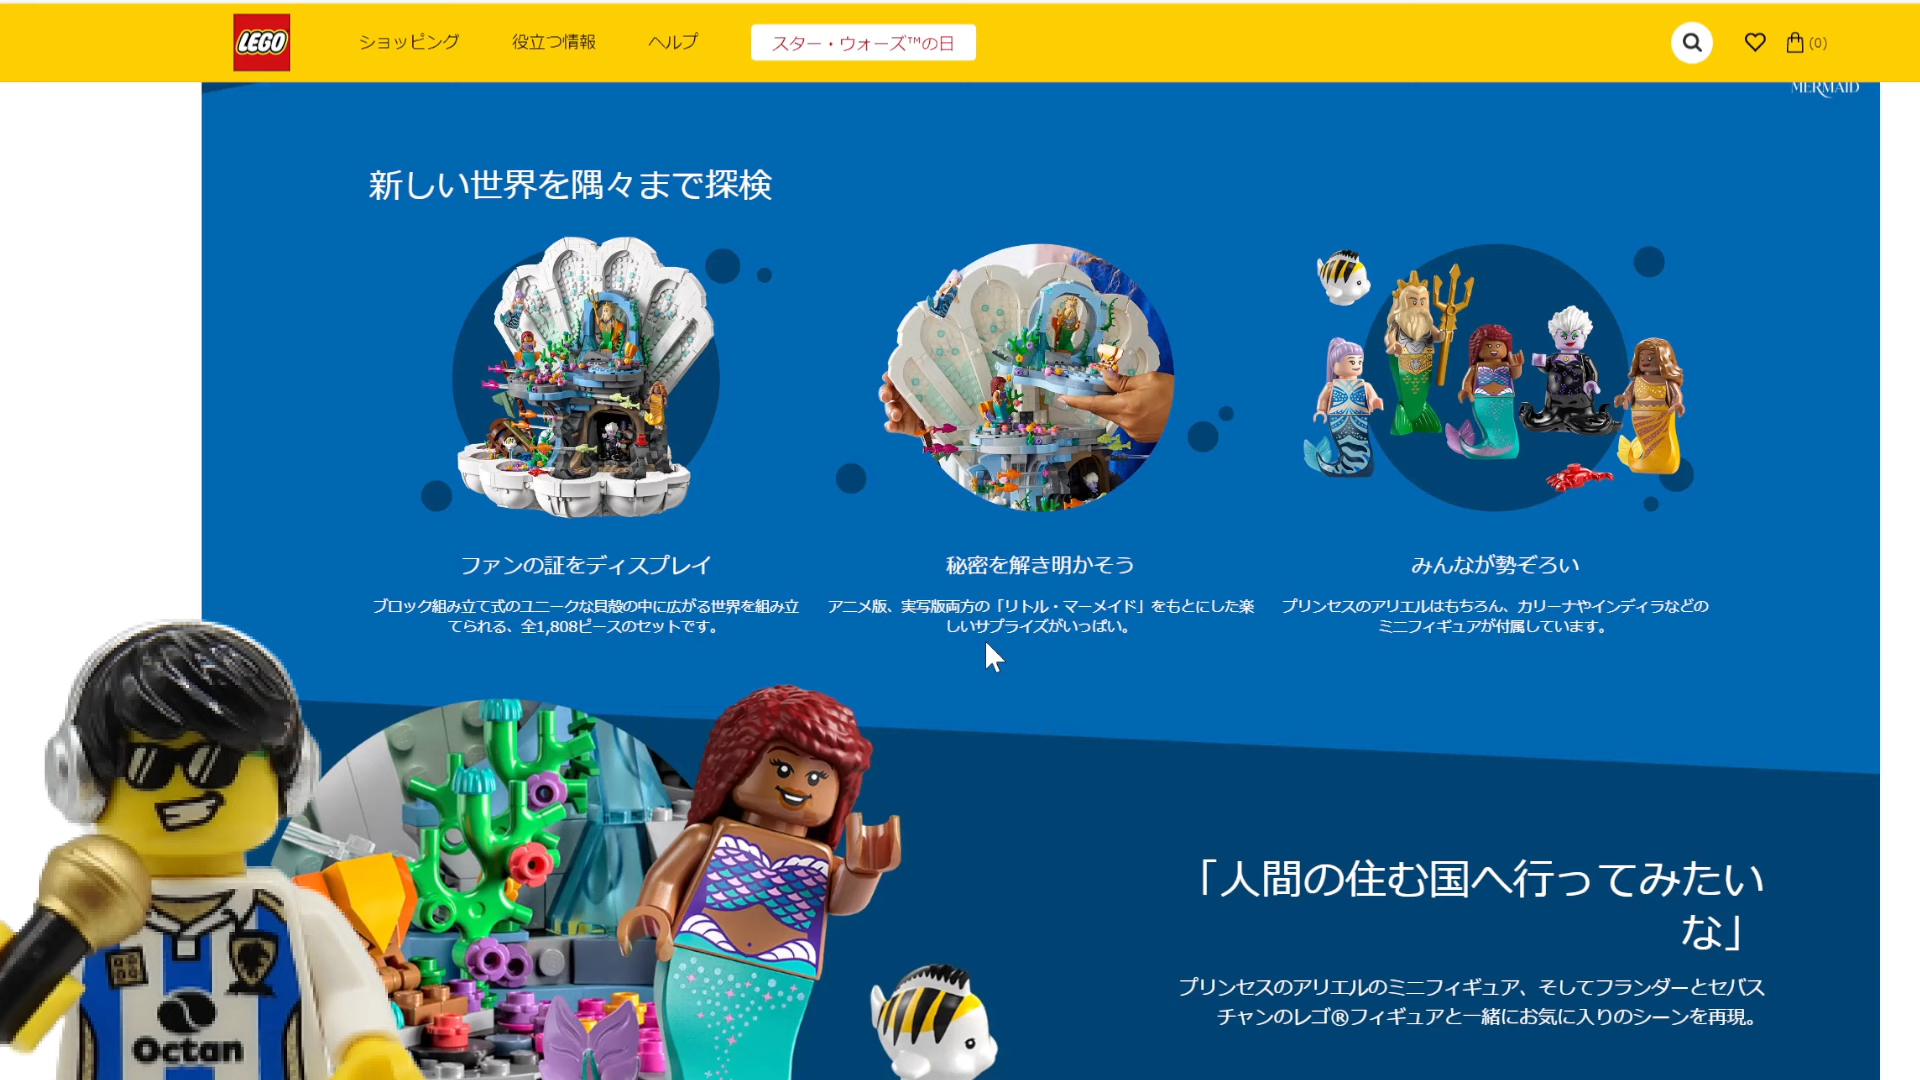 LEGO
ショッピング
役立つ情報
ヘルプ
スター・ウォーズ™の日
(0)
MERMAID
新しい世界を隅々まで探検
ファンの証をディスプレイ
ブロック組み立て式のユニークな貝殻の中に広がる世界を組み立
てられる、全1,808ピースのセットです。
秘密を解き明かそう
アニメ版、実写版両方の「リトル・マーメイド」をもとにした楽
しいサプライズがいっぱい。
みんなが勢ぞろい
プリンセスのアリエルはもちろん、カリーナやインディラなどの
ミニフィギュアが付属しています。
「人間の住む国へ行ってみたい
な」
プリンセスのアリエルのミニフィギュア、そしてフランダーとセバス
チャンのレゴ®フィギュアと一緒にお気に入りのシーンを再現。
Octan